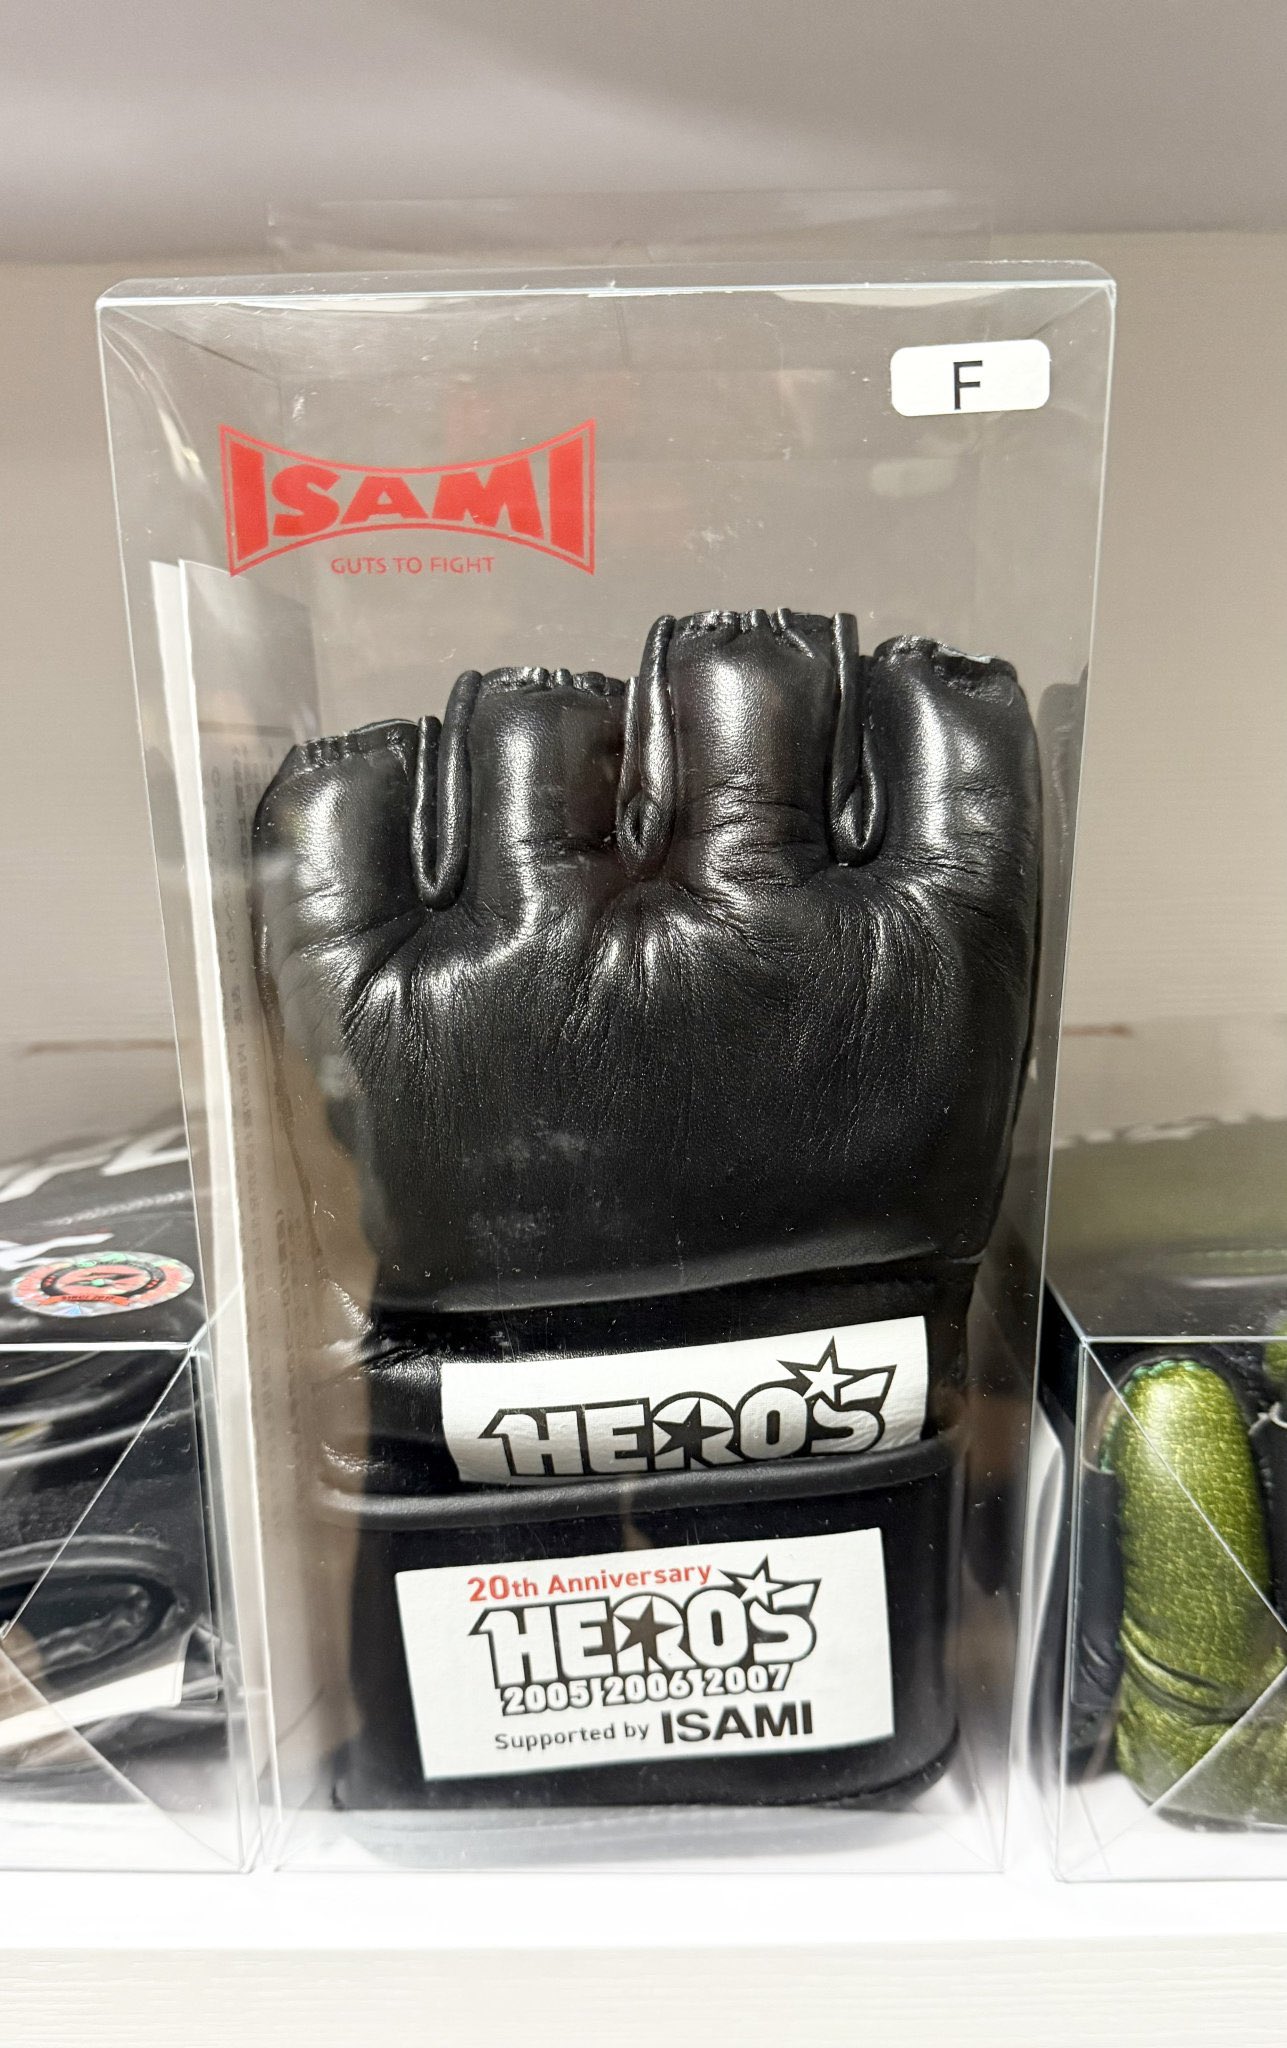 F
ISAMI
GUTS TO FIGHT
HERO'S
20th Anniversary
HERO'S
2005 2006 2007
Supported by ISAMI